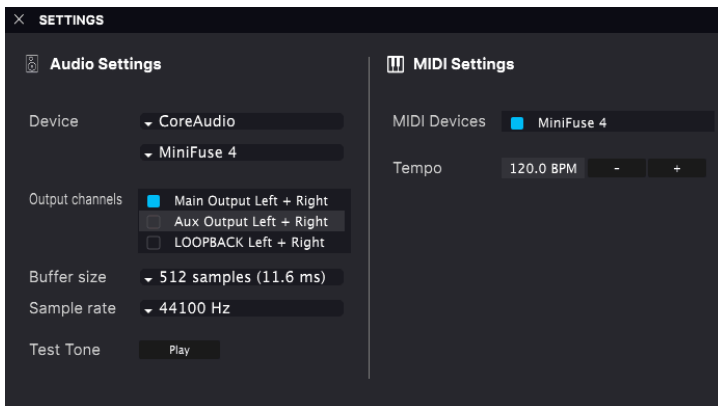 SETTINGS
Audio Settings
Device
CoreAudio
MiniFuse 4
Output channels
Main Output Left + Right
Aux Output Left + Right
LOOPBACK Left + Right
Buffer size
512 samples (11.6 ms)
Sample rate
44100 Hz
Test Tone
Play
MIDI Settings
MIDI Devices
MiniFuse 4
Tempo
120.0 BPM
-
+